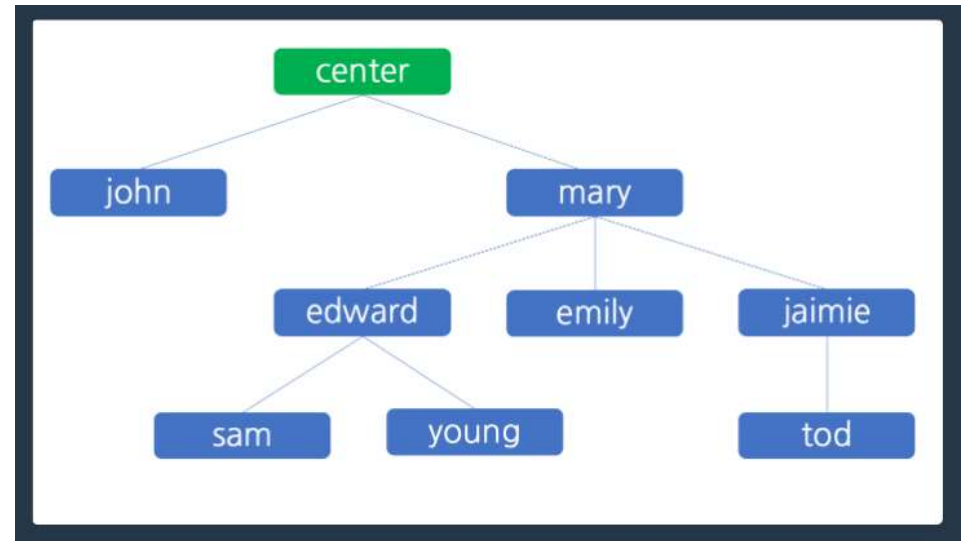 center
john
mary
edward
emily
jaimie
sam
young
tod